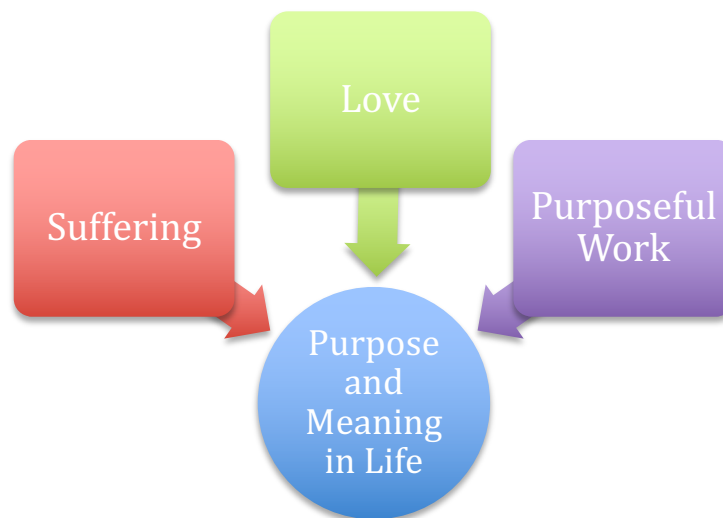 Love
Suffering
Purposeful
Work
Purpose
and
Meaning
in Life